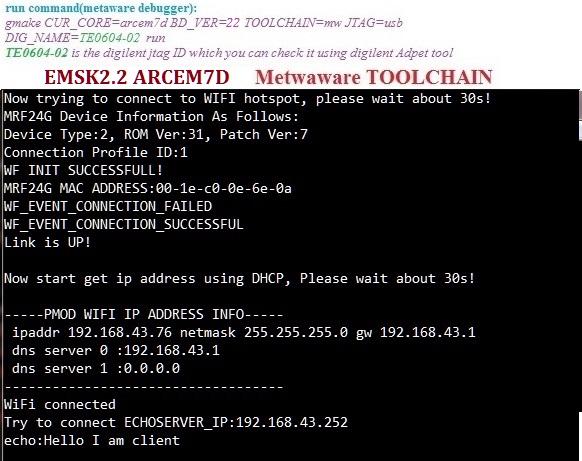 run command(metaware debugger):
gmake CUR_CORE=arcem7d BD_VER=22 TOOLCHAIN=mw JTAG=usb
DIG_NAME=TE0604-02 run
TE0604-02 is the digilent jtag ID which you can check it using digilent Adpet tool
EMSK2.2 ARCEM7D Metwaware TOOLCHAIN
Now trying to connect to WIFI hotspot, please wait about 30s!
MRF24G Device Information As Follows:
Device Type:2, ROM Ver:31, Patch Ver:7
Connection Profile ID:1
WF INIT SUCCESSFULL!
MRF24G MAC ADDRESS:00-1e-c0-0e-6e-0a
WF_EVENT_CONNECTION_FAILED
WF_EVENT_CONNECTION_SUCCESSFUL
Link is UP!
Now start get ip address using DHCP, Please wait about 30s!
-----PMOD WIFI IP ADDRESS INFO-----
ipaddr 192.168.43.76 netmask 255.255.255.0 gw 192.168.43.1
dns server 0 :192.168.43.1
dns server 1 :0.0.0.0
-----------------------------------
WiFi connected
Try to connect ECHOSERVER_IP:192.168.43.252
echo:Hello I am client